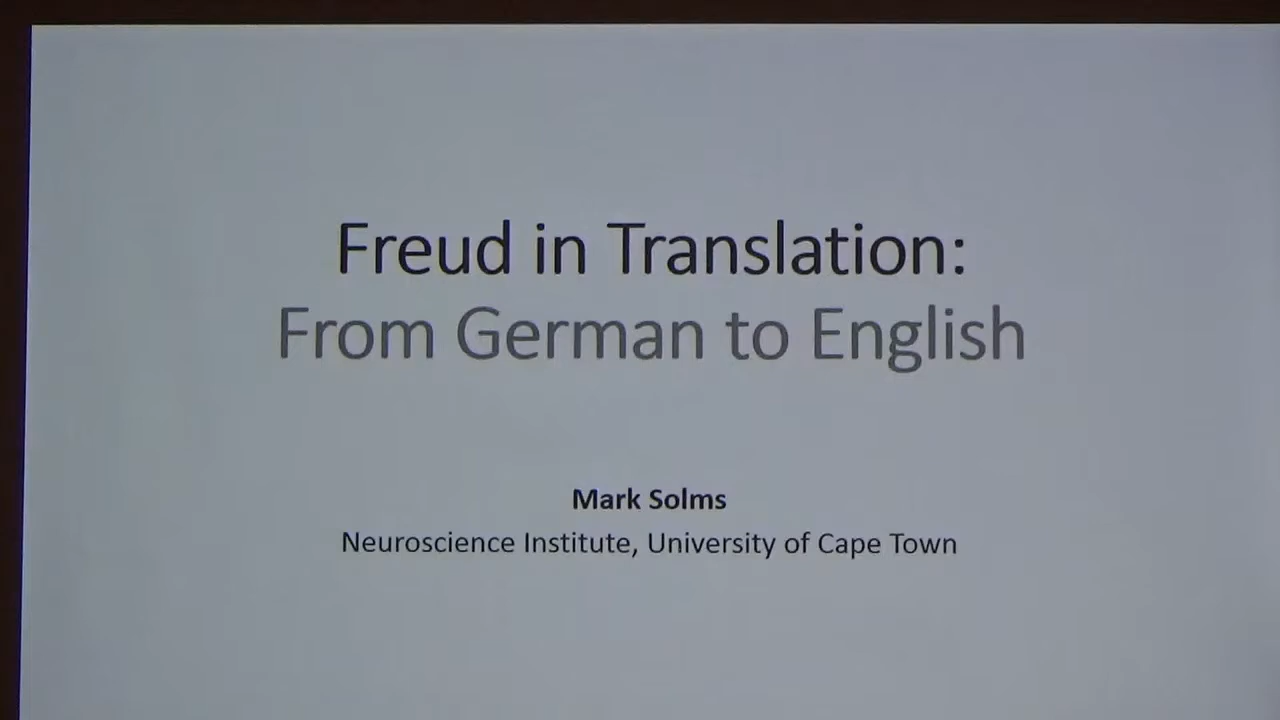 Freud in Translation:
From German to English
Mark Solms
Neuroscience Institute, University of Cape Town